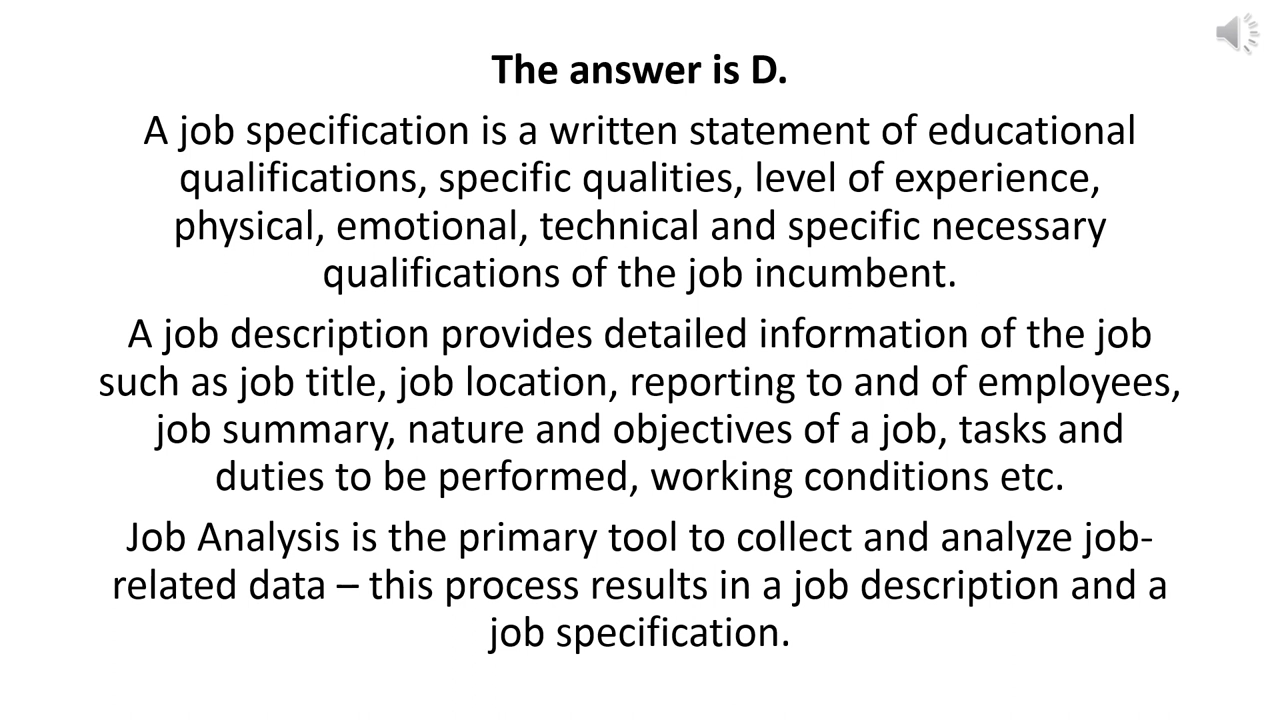 The answer is D.
A job specification is a written statement of educational
qualifications, specific qualities, level of experience,
physical, emotional, technical and specific necessary
qualifications of the job incumbent.
A job description provides detailed information of the job
such as job title, job location, reporting to and of employees,
job summary, nature and objectives of a job, tasks and
duties to be performed, working conditions etc.
Job Analysis is the primary tool to collect and analyze job-
related data – this process results in a job description and a
job specification.